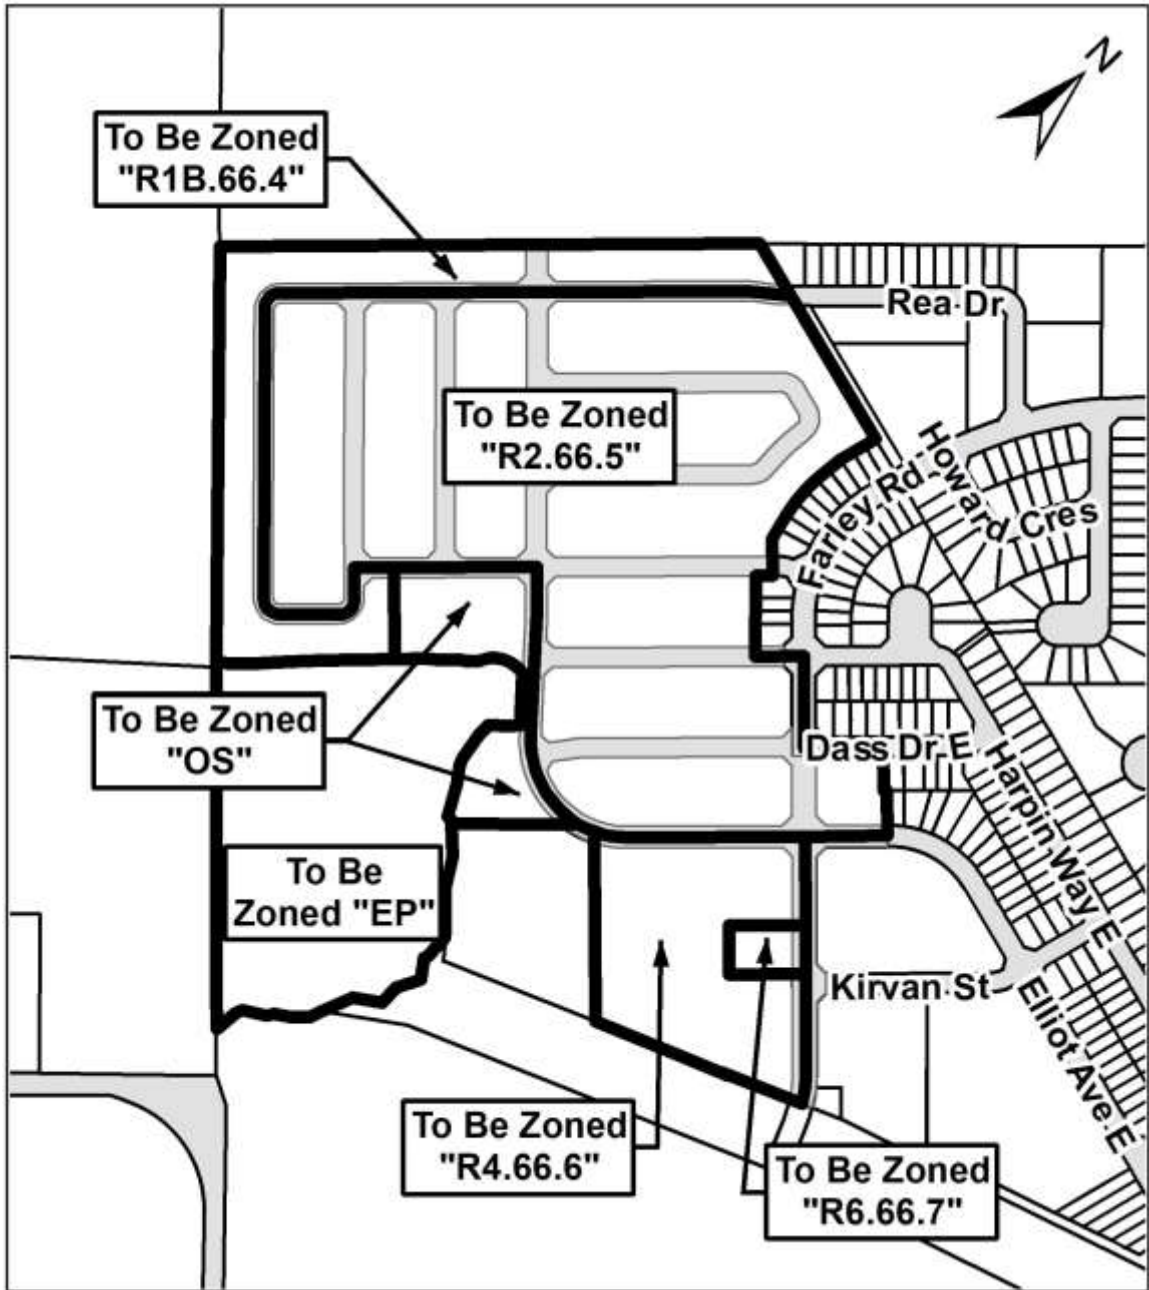 N
To Be Zoned
"R1B.66.4"
Rea Dr
To Be Zoned
"R2.66.5"
Howard Cres
Farley Rd
To Be Zoned
"OS"
Dass Dr E
Harpin Way E
To Be
Zoned "EP"
Kirvan St
Elliot Ave E
To Be Zoned
"R4.66.6"
To Be Zoned
"R6.66.7"